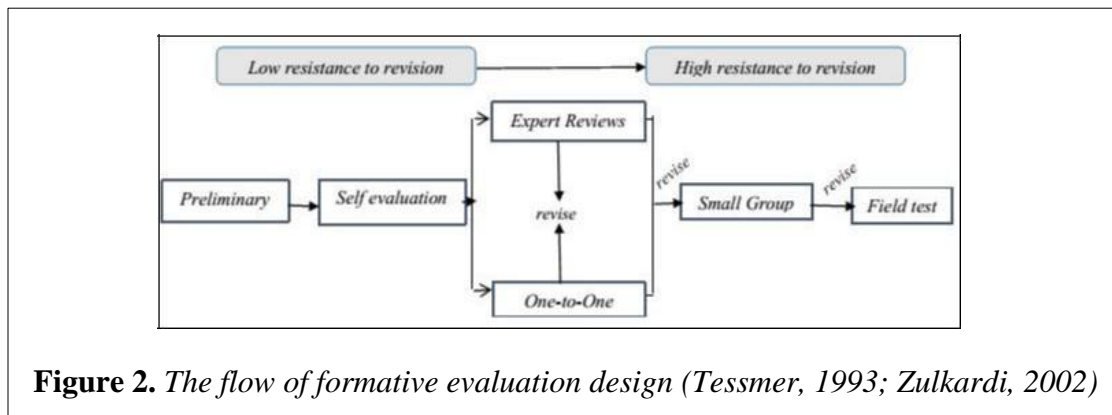 Low resistance to revision
High resistance to revision
Expert Reviews
Preliminary
Self evaluation
revise
revise
Small Group
revise
Field test
One-to-One
Figure 2. The flow of formative evaluation design (Tessmer, 1993; Zulkardi, 2002)